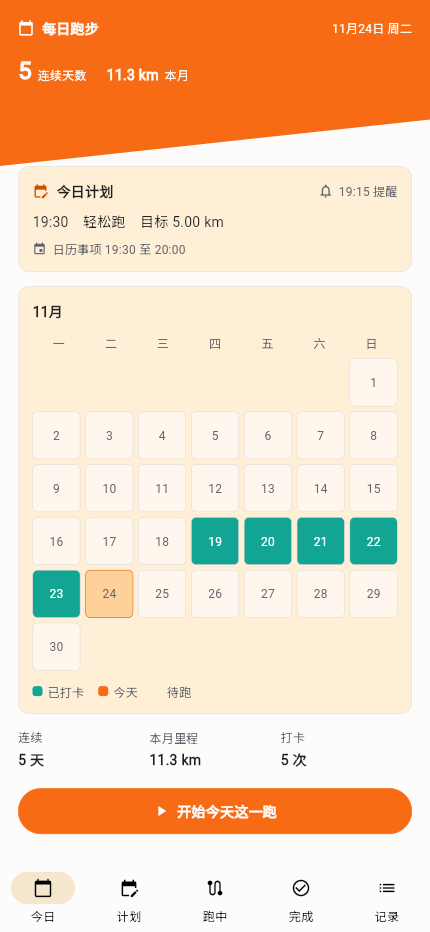 每日跑步
11月24日 周二
5 连续天数 11.3 km 本月
今日计划
19:15 提醒
19:30 轻松跑 目标 5.00 km
日历事项 19:30 至 20:00
11月
一 二 三 四 五 六 日
1
2 3 4 5 6 7 8
9 10 11 12 13 14 15
16 17 18 19 20 21 22
23 24 25 26 27 28 29
30
已打卡 今天 待跑
连续 本月里程 打卡
5 天 11.3 km 5 次
开始今天这一跑
今日 计划 跑中 完成 记录